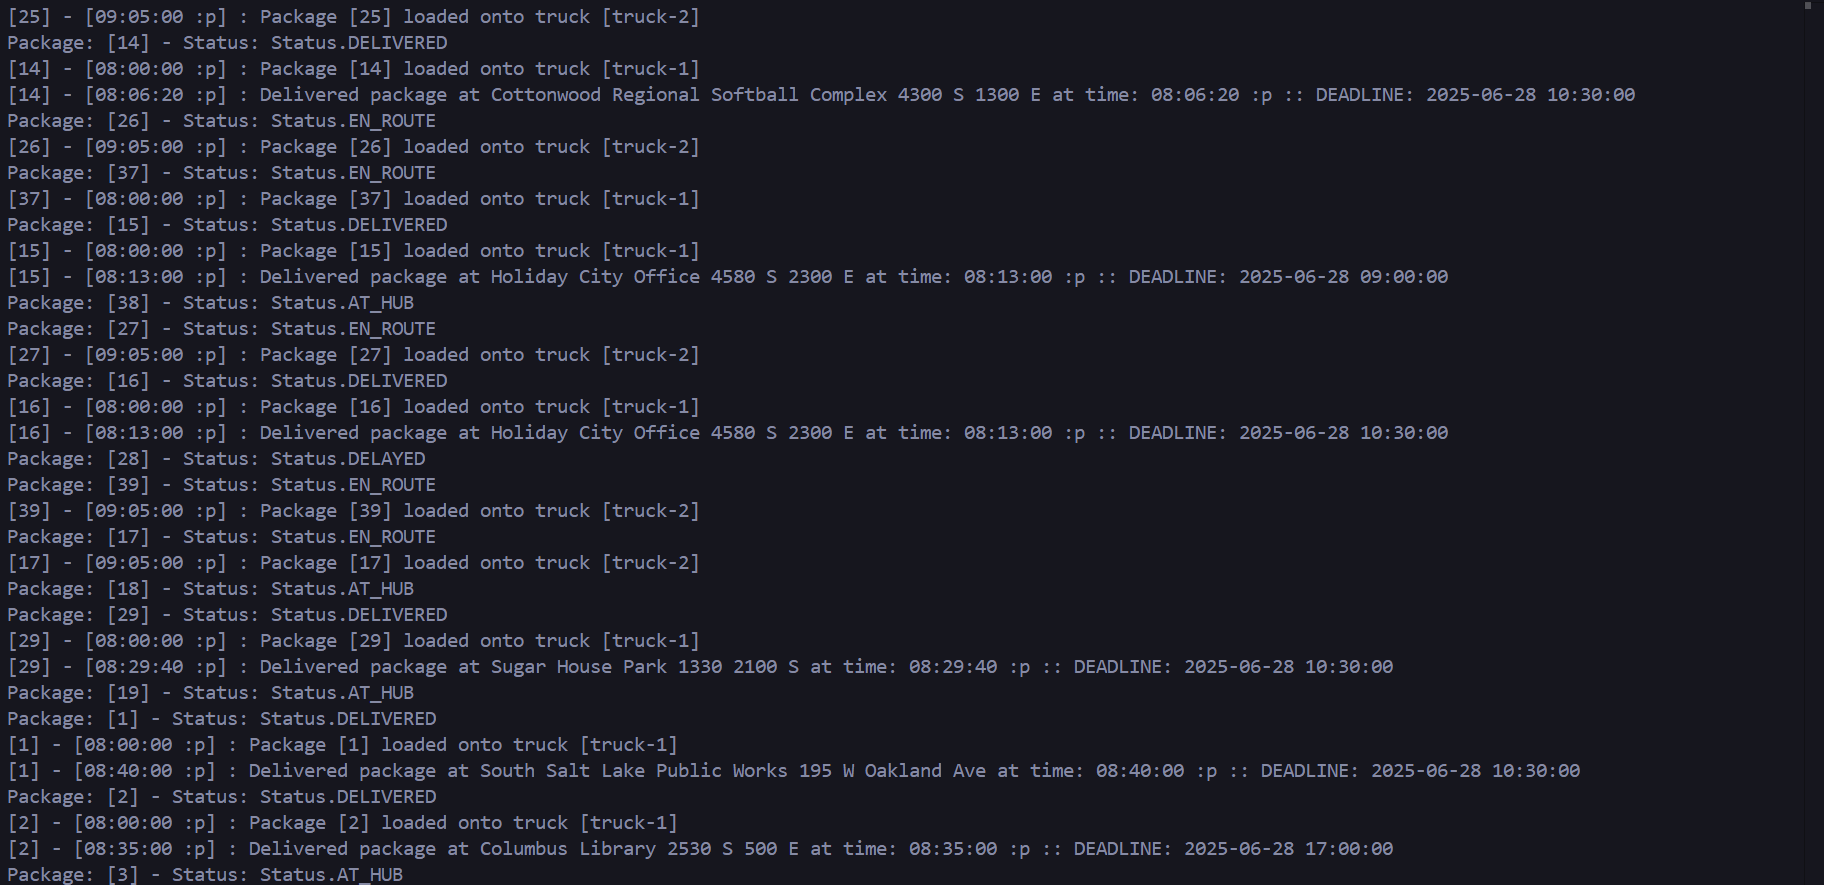 [25] - [09:05:00 :p] : Package [25] loaded onto truck [truck-2]
Package: [14] - Status: Status.DELIVERED
[14] - [08:00:00 :p] : Package [14] loaded onto truck [truck-1]
[14] - [08:06:20 :p] : Delivered package at Cottonwood Regional Softball Complex 4300 S 1300 E at time: 08:06:20 :p :: DEADLINE: 2025-06-28 10:30:00
Package: [26] - Status: Status.EN_ROUTE
[26] - [09:05:00 :p] : Package [26] loaded onto truck [truck-2]
Package: [37] - Status: Status.EN_ROUTE
[37] - [08:00:00 :p] : Package [37] loaded onto truck [truck-1]
Package: [15] - Status: Status.DELIVERED
[15] - [08:00:00 :p] : Package [15] loaded onto truck [truck-1]
[15] - [08:13:00 :p] : Delivered package at Holiday City Office 4580 S 2300 E at time: 08:13:00 :p :: DEADLINE: 2025-06-28 09:00:00
Package: [38] - Status: Status.AT_HUB
Package: [27] - Status: Status.EN_ROUTE
[27] - [09:05:00 :p] : Package [27] loaded onto truck [truck-2]
Package: [16] - Status: Status.DELIVERED
[16] - [08:00:00 :p] : Package [16] loaded onto truck [truck-1]
[16] - [08:13:00 :p] : Delivered package at Holiday City Office 4580 S 2300 E at time: 08:13:00 :p :: DEADLINE: 2025-06-28 10:30:00
Package: [28] - Status: Status.DELAYED
Package: [39] - Status: Status.EN_ROUTE
[39] - [09:05:00 :p] : Package [39] loaded onto truck [truck-2]
Package: [17] - Status: Status.EN_ROUTE
[17] - [09:05:00 :p] : Package [17] loaded onto truck [truck-2]
Package: [18] - Status: Status.AT_HUB
Package: [29] - Status: Status.DELIVERED
[29] - [08:00:00 :p] : Package [29] loaded onto truck [truck-1]
[29] - [08:29:40 :p] : Delivered package at Sugar House Park 1330 2100 S at time: 08:29:40 :p :: DEADLINE: 2025-06-28 10:30:00
Package: [19] - Status: Status.AT_HUB
Package: [1] - Status: Status.DELIVERED
[1] - [08:00:00 :p] : Package [1] loaded onto truck [truck-1]
[1] - [08:40:00 :p] : Delivered package at South Salt Lake Public Works 195 W Oakland Ave at time: 08:40:00 :p :: DEADLINE: 2025-06-28 10:30:00
Package: [2] - Status: Status.DELIVERED
[2] - [08:00:00 :p] : Package [2] loaded onto truck [truck-1]
[2] - [08:35:00 :p] : Delivered package at Columbus Library 2530 S 500 E at time: 08:35:00 :p :: DEADLINE: 2025-06-28 17:00:00
Package: [3] - Status: Status.AT_HUB